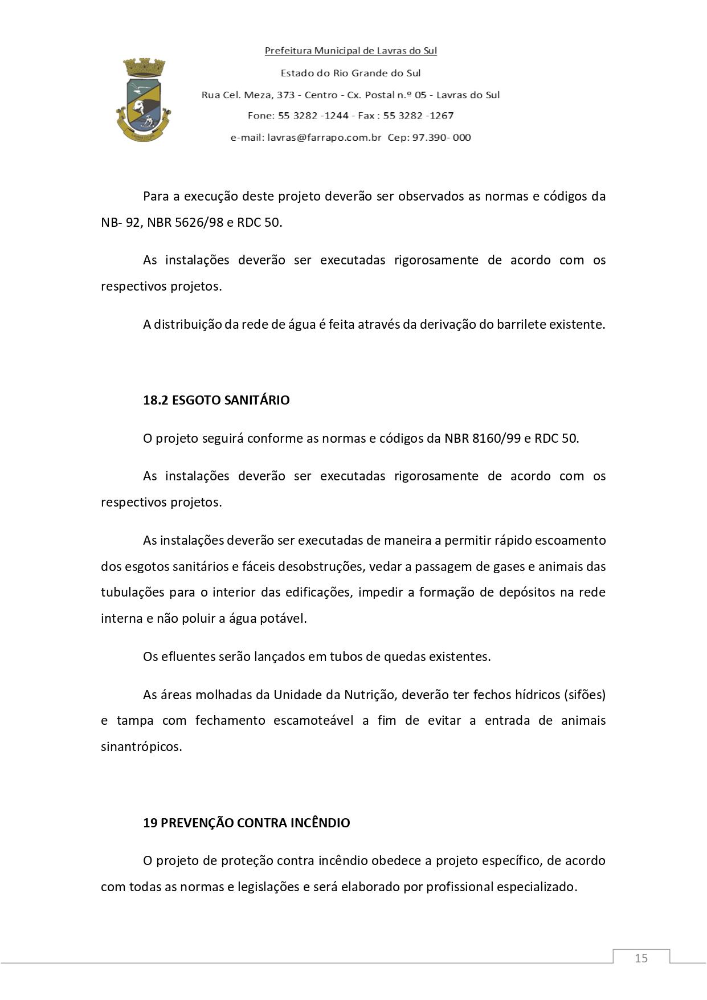 Prefeitura Municipal de Lavras do Sul
Estado do Rio Grande do Sul
Rua Cel. Meza, 373 - Centro - Cx. Postal n.º 05 - Lavras do Sul
Fone: 55 3282 -1244 - Fax : 55 3282 -1267
e-mail: lavras@farrapo.com.br Cep: 97.390- 000
LAVRAS DO SUL
Para a execução deste projeto deverão ser observados as normas e códigos da
NB- 92, NBR 5626/98 e RDC 50.
As instalações deverão ser executadas rigorosamente de acordo com os
respectivos projetos.
A distribuição da rede de água é feita através da derivação do barrilete existente.
18.2 ESGOTO SANITÁRIO
O projeto seguirá conforme as normas e códigos da NBR 8160/99 e RDC 50.
As instalações deverão ser executadas rigorosamente de acordo com os
respectivos projetos.
As instalações deverão ser executadas de maneira a permitir rápido escoamento
dos esgotos sanitários e fáceis desobstruções, vedar a passagem de gases e animais das
tubulações para o interior das edificações, impedir a formação de depósitos na rede
interna e não poluir a água potável.
Os efluentes serão lançados em tubos de quedas existentes.
As áreas molhadas da Unidade da Nutrição, deverão ter fechos hídricos (sifões)
e tampa com fechamento escamoteável a fim de evitar a entrada de animais
sinantrópicos.
19 PREVENÇÃO CONTRA INCÊNDIO
O projeto de proteção contra incêndio obedece a projeto específico, de acordo
com todas as normas e legislações e será elaborado por profissional especializado.
15